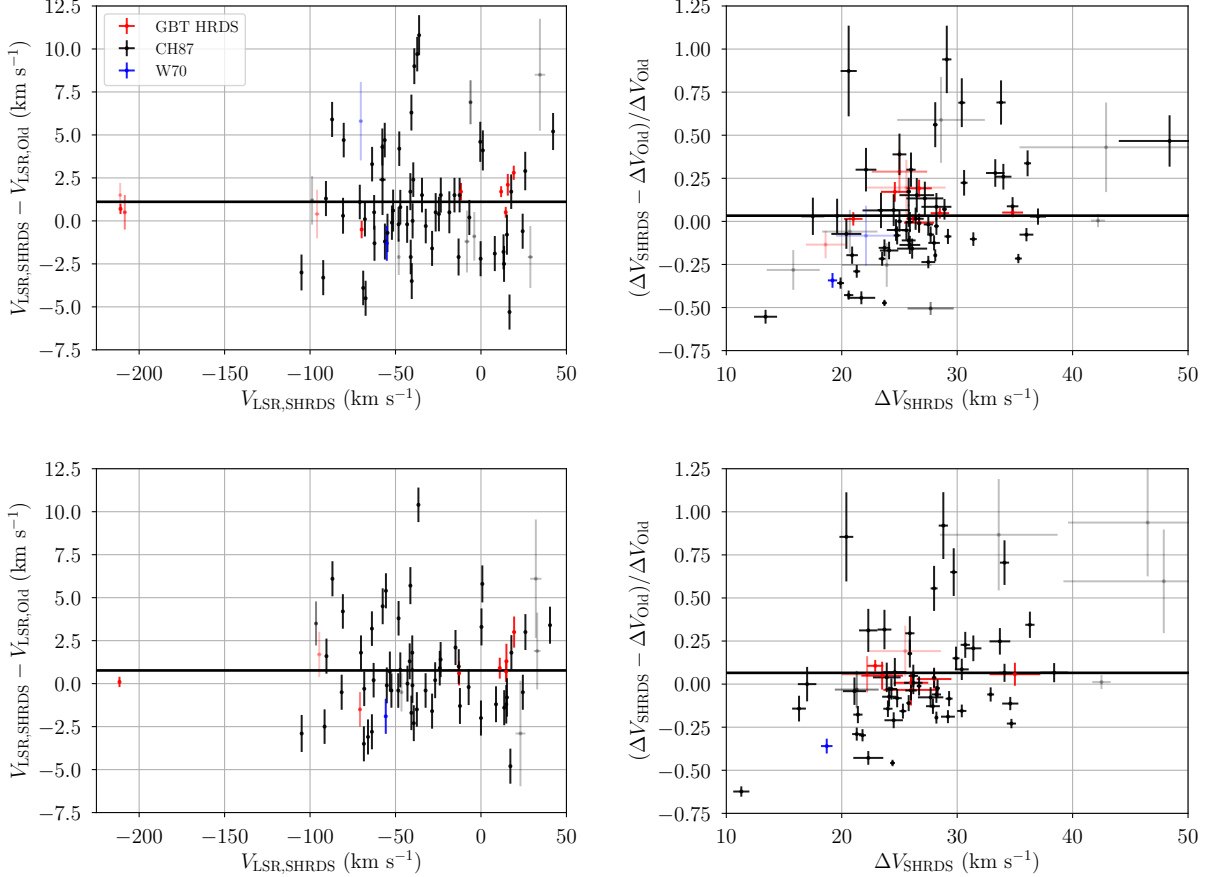 12.5
10.0
7.5
5.0
2.5
0.0
−2.5
−5.0
−7.5
V_LSR,SHRDS − V_LSR,Old (km s⁻¹)
GBT HRDS
CH87
W70
−200 −150 −100 −50 0 50
V_LSR,SHRDS (km s⁻¹)
1.25
1.00
0.75
0.50
0.25
0.00
−0.25
−0.50
−0.75
(ΔV_SHRDS − ΔV_Old)/ΔV_Old
10 20 30 40 50
ΔV_SHRDS (km s⁻¹)
12.5
10.0
7.5
5.0
2.5
0.0
−2.5
−5.0
−7.5
V_LSR,SHRDS − V_LSR,Old (km s⁻¹)
−200 −150 −100 −50 0 50
V_LSR,SHRDS (km s⁻¹)
1.25
1.00
0.75
0.50
0.25
0.00
−0.25
−0.50
−0.75
(ΔV_SHRDS − ΔV_Old)/ΔV_Old
10 20 30 40 50
ΔV_SHRDS (km s⁻¹)